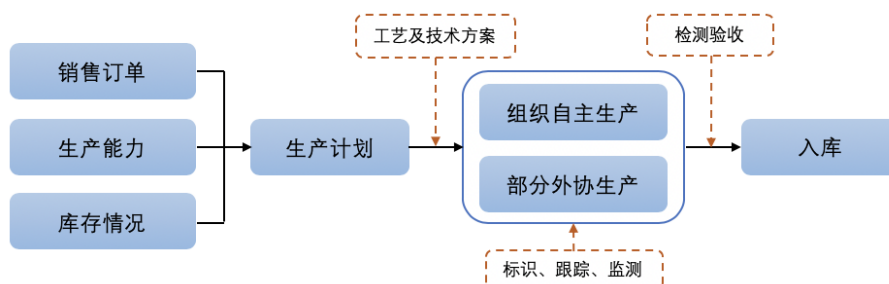 工艺及技术方案
检测验收
销售订单
组织自主生产
生产能力
生产计划
入库
部分外协生产
库存情况
标识、跟踪、监测